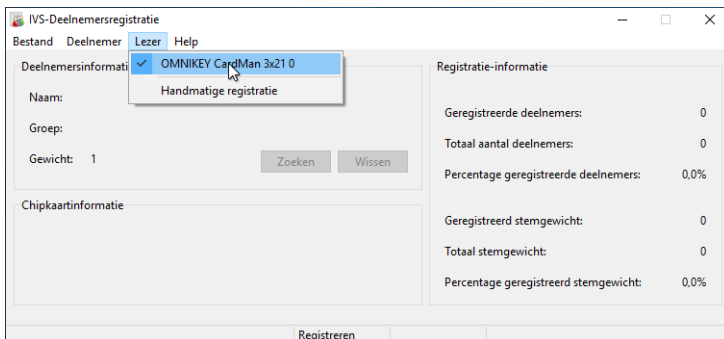 IVS-Deelnemersregistratie
Bestand Deelnemer Lezer Help
OMNIKEY CardMan 3x21 0
Handmatige registratie
Naam:
Groep:
Gewicht: 1
Zoeken Wissen
Chipkaartinformatie
Registratie-informatie
Geregistreerde deelnemers: 0
Totaal aantal deelnemers: 0
Percentage geregistreerde deelnemers: 0,0%
Geregistreerd stemgewicht: 0
Totaal stemgewicht: 0
Percentage geregistreerd stemgewicht: 0,0%
Registreren